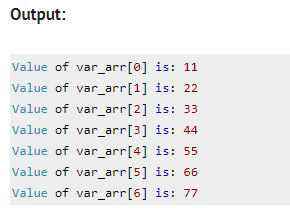 Output:
Value of var_arr[0] is: 11
Value of var_arr[1] is: 22
Value of var_arr[2] is: 33
Value of var_arr[3] is: 44
Value of var_arr[4] is: 55
Value of var_arr[5] is: 66
Value of var_arr[6] is: 77